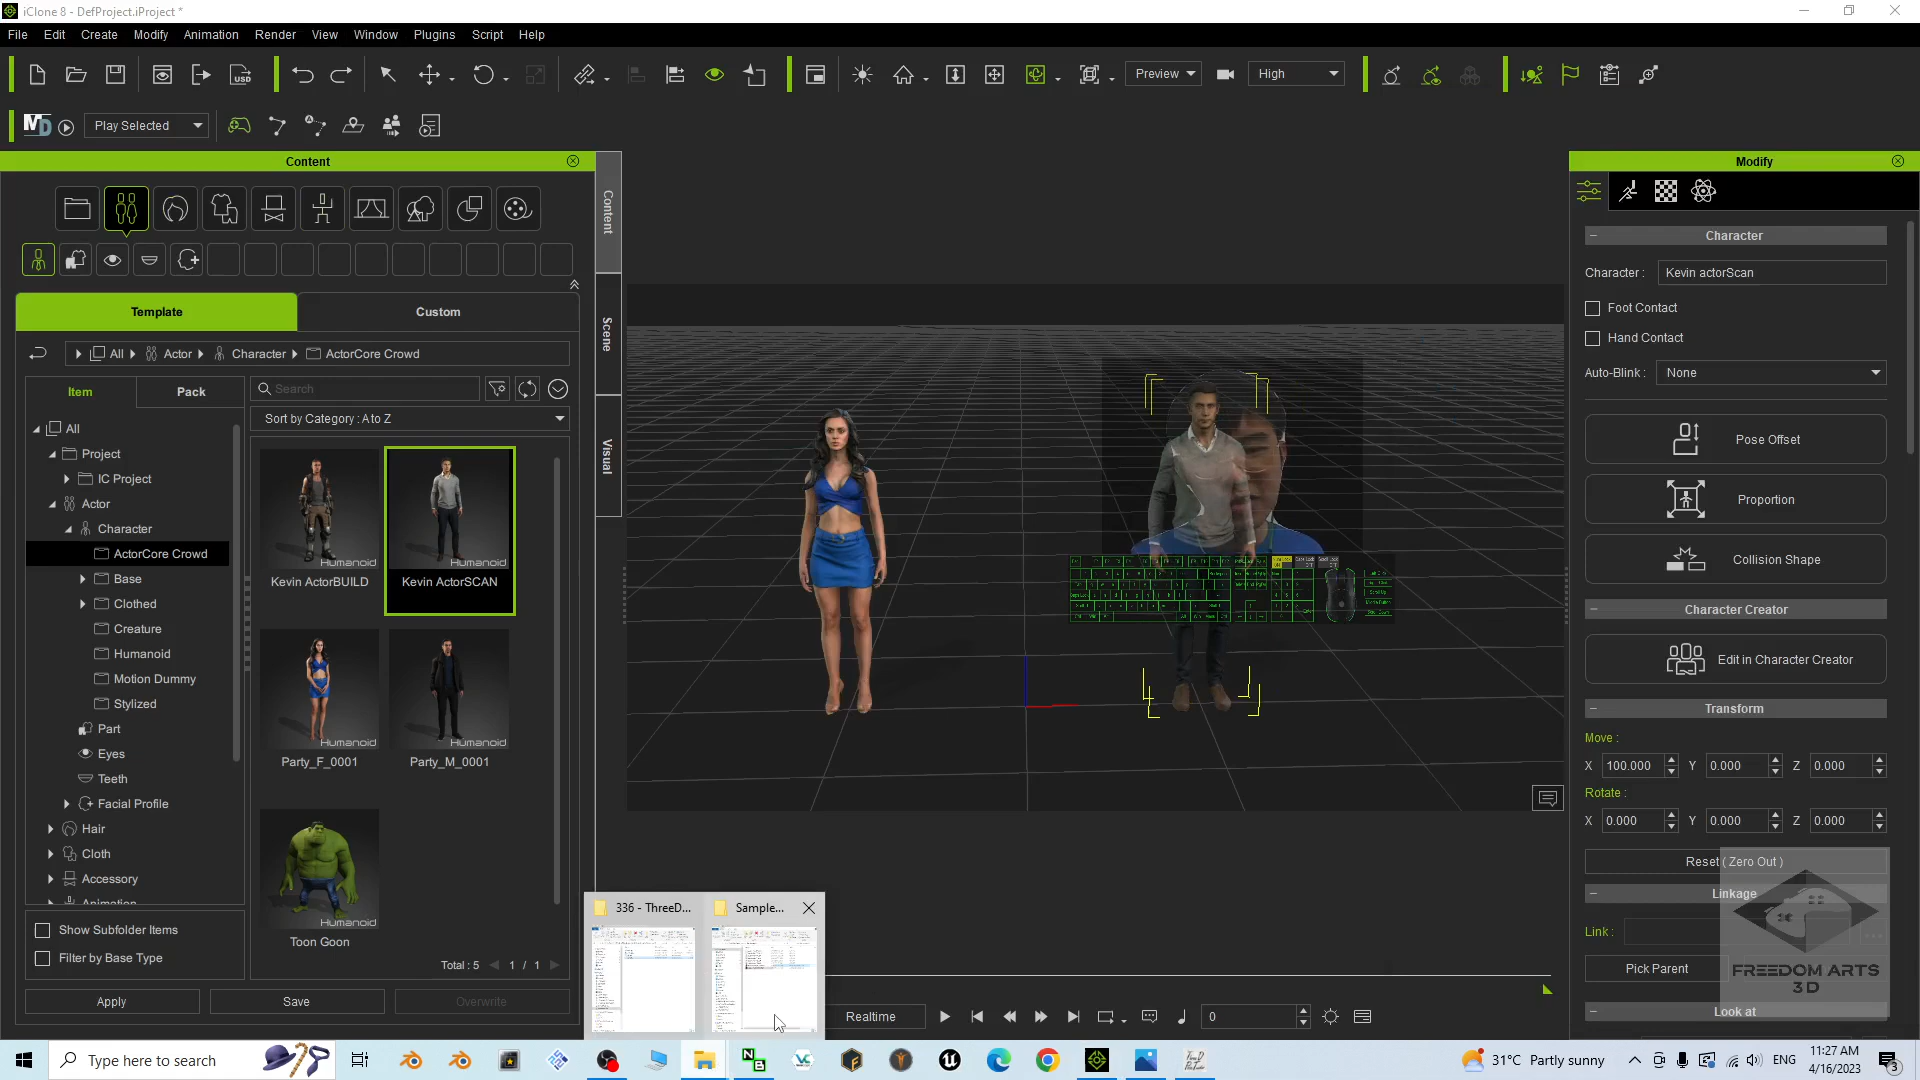 iClone 8 - DefProject.iProject *
File Edit Create Modify Animation Render View Window Plugins Script Help
USD
Preview
High
MD
Play Selected
Content
Modify
Content
Scene
Visual
Template
Custom
All Actor Character ActorCore Crowd
Item
Pack
Search
Sort by Category : A to Z
All
Project
IC Project
Actor
Character
ActorCore Crowd
Base
Clothed
Creature
Humanoid
Motion Dummy
Stylized
Part
Eyes
Teeth
Facial Profile
Hair
Cloth
Accessory
Animation
Humanoid
Kevin ActorBUILD
Humanoid
Kevin ActorSCAN
Humanoid
Party_F_0001
Humanoid
Party_M_0001
Humanoid
Toon Goon
Show Subfolder Items
Filter by Base Type
Total : 5 1 / 1
Apply
Save
Overwrite
Character
Character : Kevin actorScan
Foot Contact
Hand Contact
Auto-Blink : None
Pose Offset
Proportion
Collision Shape
Character Creator
Edit in Character Creator
Transform
Move :
X 100.000 Y 0.000 Z 0.000
Rotate :
X 0.000 Y 0.000 Z 0.000
Reset ( Zero Out )
Linkage
Link :
Pick Parent
FREEDOM ARTS
3D
Look at
336 - ThreeD...
Sample...
Realtime
0
Type here to search
31°C Partly sunny
ENG
11:27 AM
4/16/2023
3